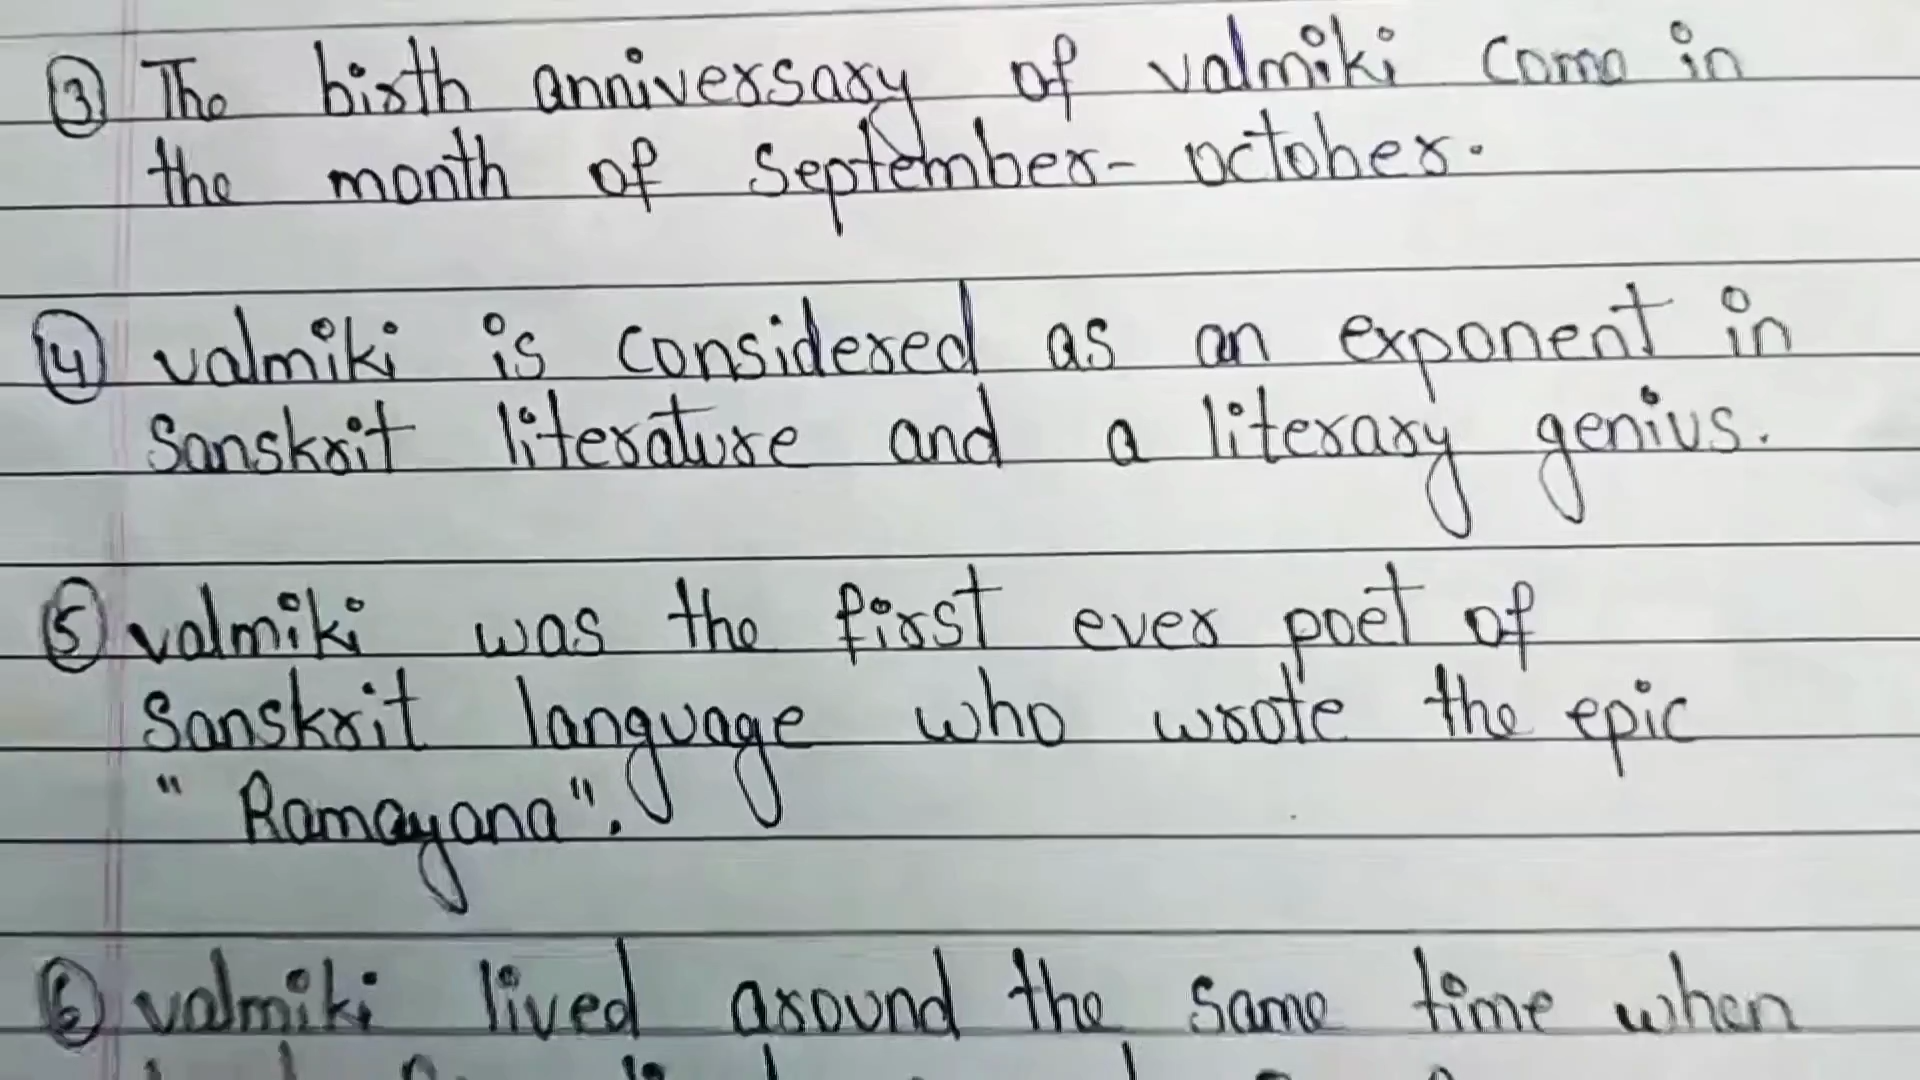 ③ The birth anniversary of valmiki come in
the month of September- October.
④ valmiki is considered as an exponent in
Sanskrit literature and a literary genius.
⑤ valmiki was the first ever poet of
Sanskrit language who wrote the epic
" Ramayana".
⑥ valmiki lived around the same time when